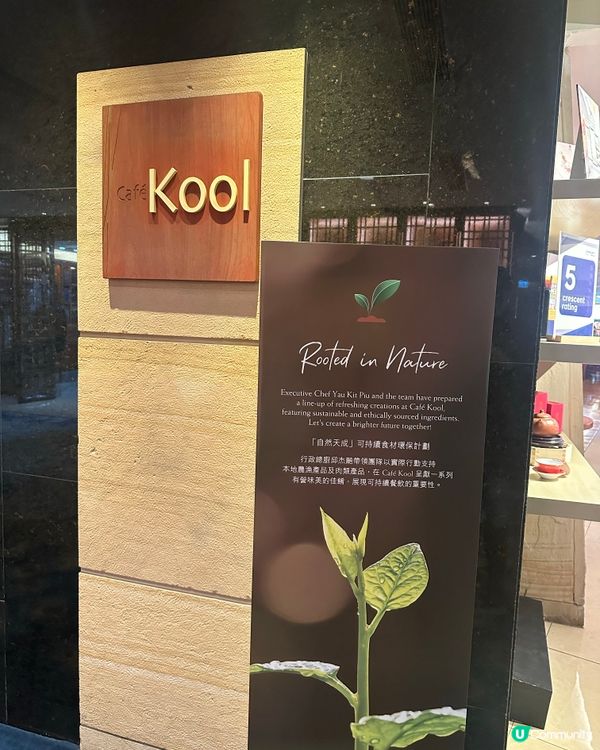 Café Kool
Rooted in Nature
Executive Chef Yau Kit Piu and the team have prepared
a line-up of refreshing creations at Café Kool,
featuring sustainable and ethically sourced ingredients.
Let's create a brighter future together!
「自然天成」可持續食材環保計劃
行政總廚邱杰鵬帶領團隊以實際行動支持
本地農漁產品及肉類產品，在 Café Kool 呈獻一系列
有營味美的佳餚，展現可持續餐飲的重要性。
5
crescent
rating
U Community